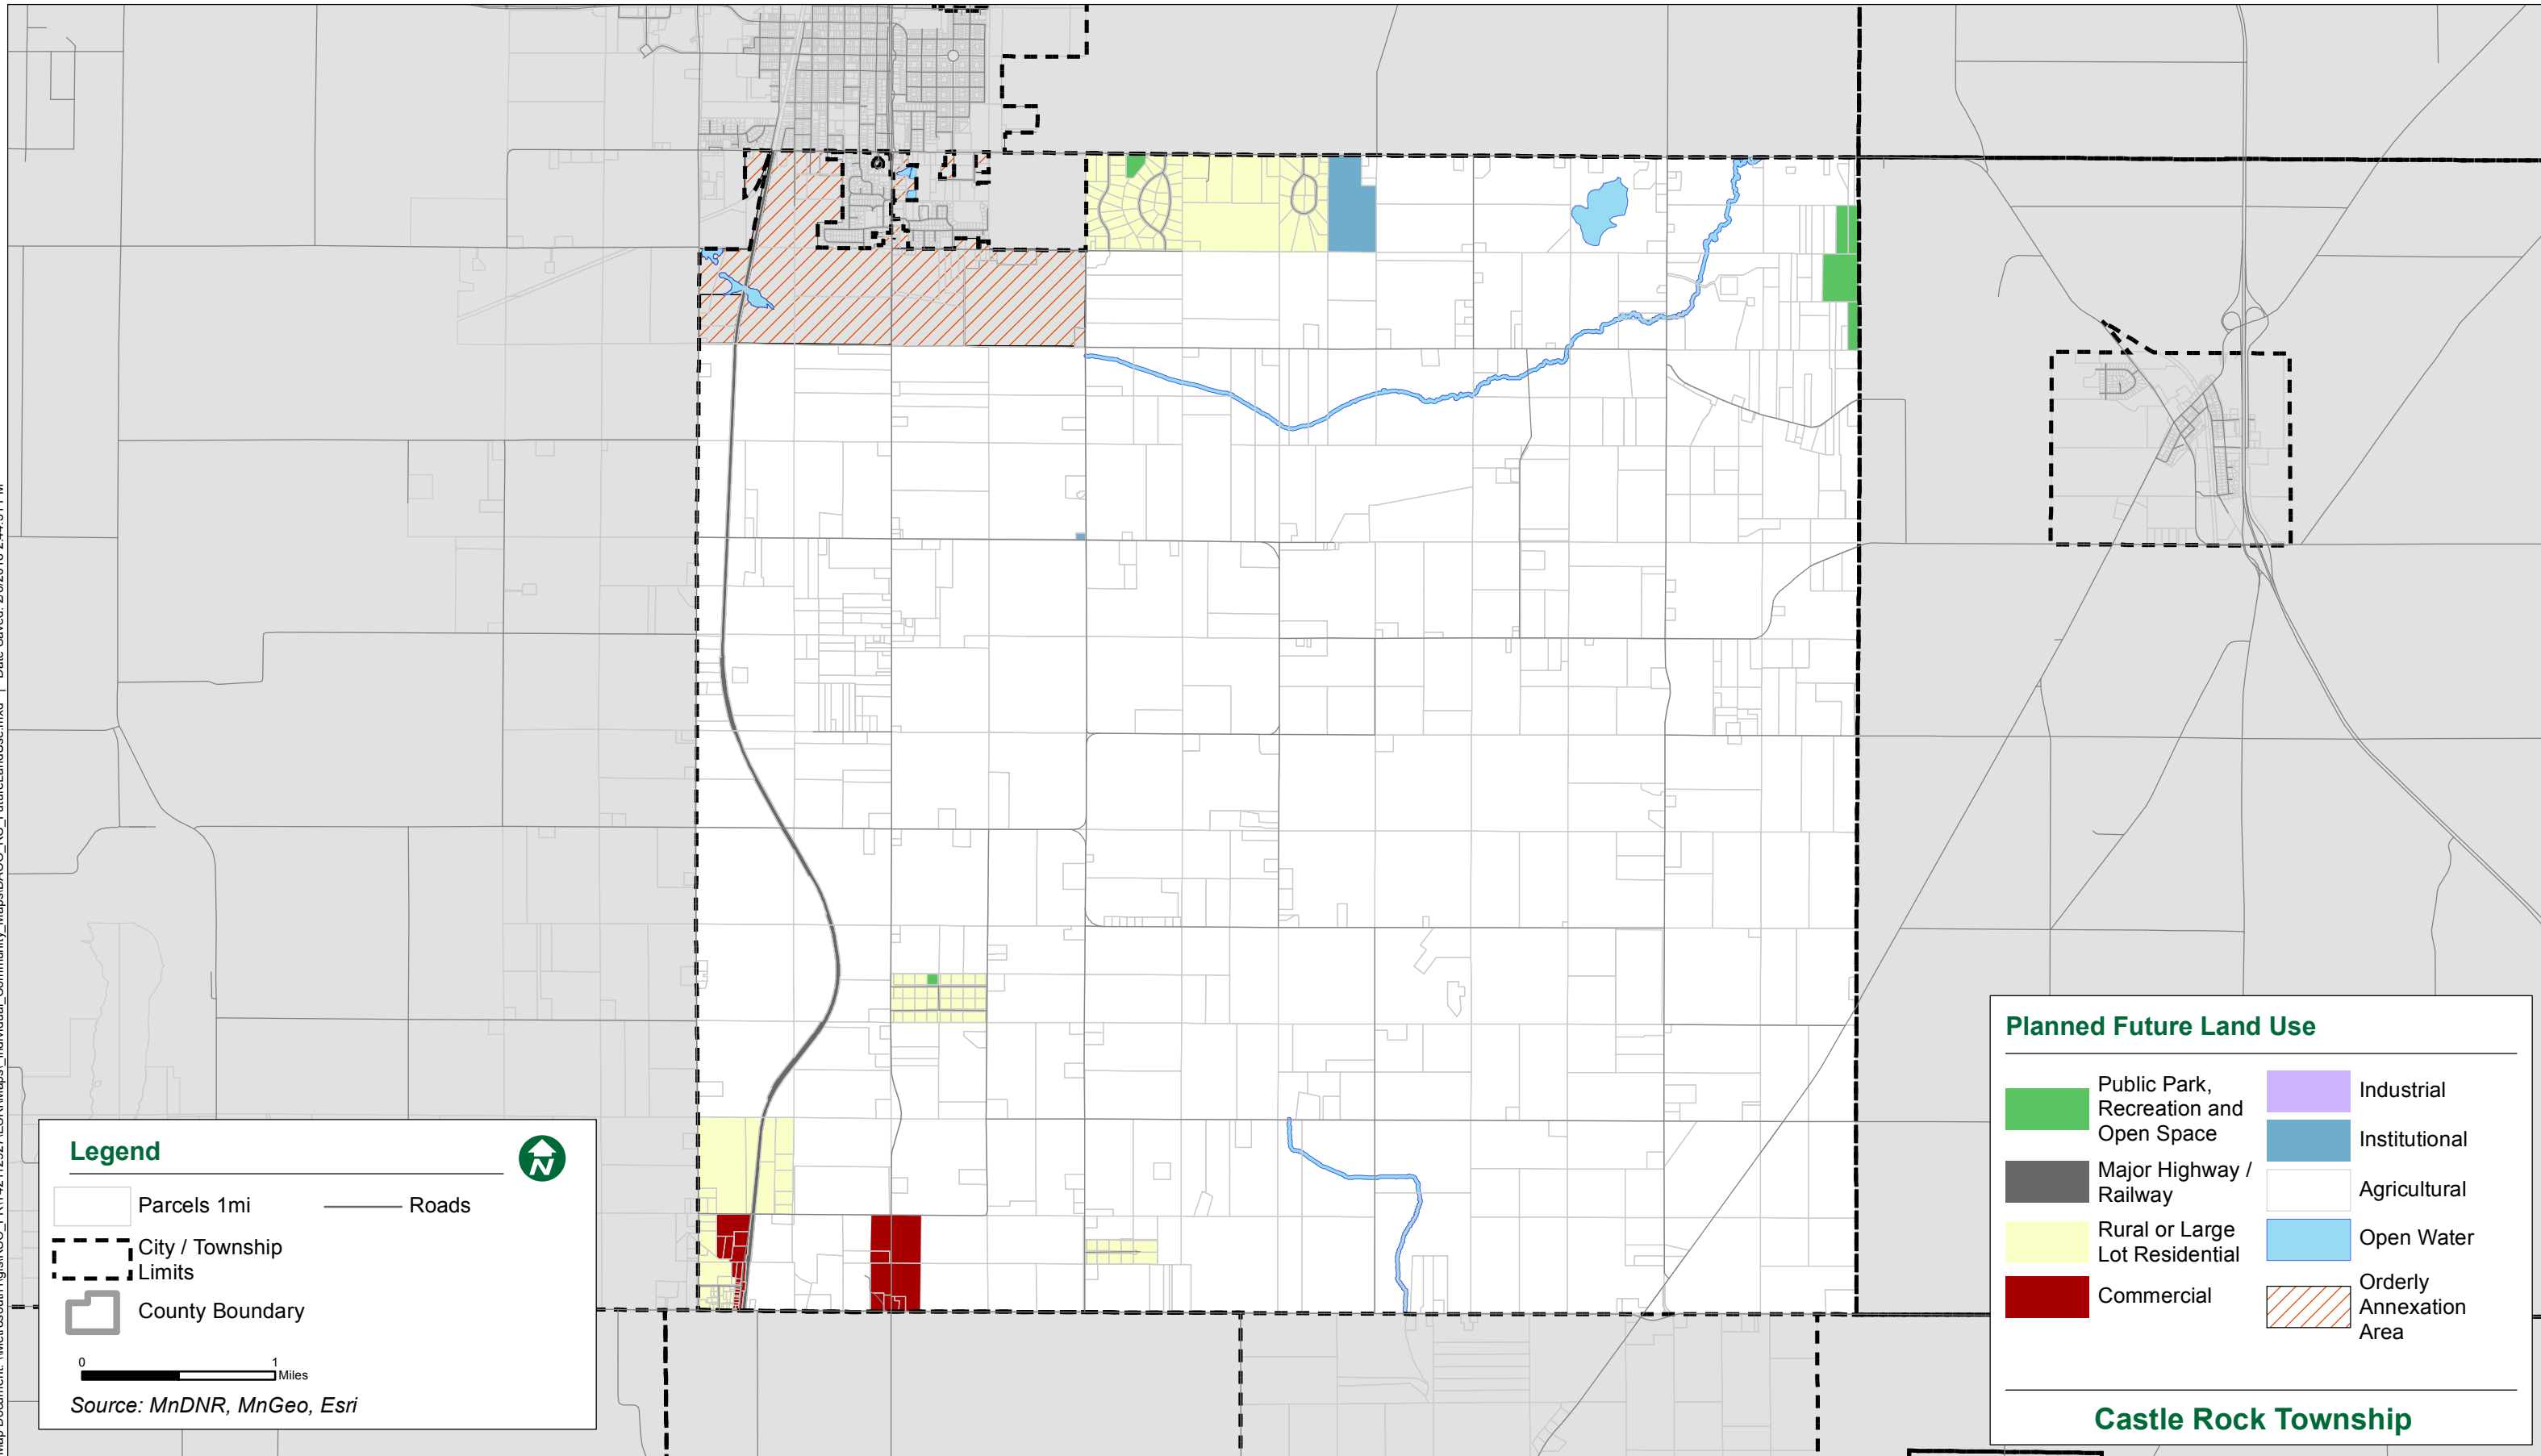 Legend
Parcels 1mi
Roads
City / Township
Limits
County Boundary
0 1
Miles
Source: MnDNR, MnGeo, Esri
Planned Future Land Use
Public Park,
Recreation and
Open Space
Major Highway /
Railway
Rural or Large
Lot Residential
Commercial
Industrial
Institutional
Agricultural
Open Water
Orderly
Annexation
Area
Castle Rock Township